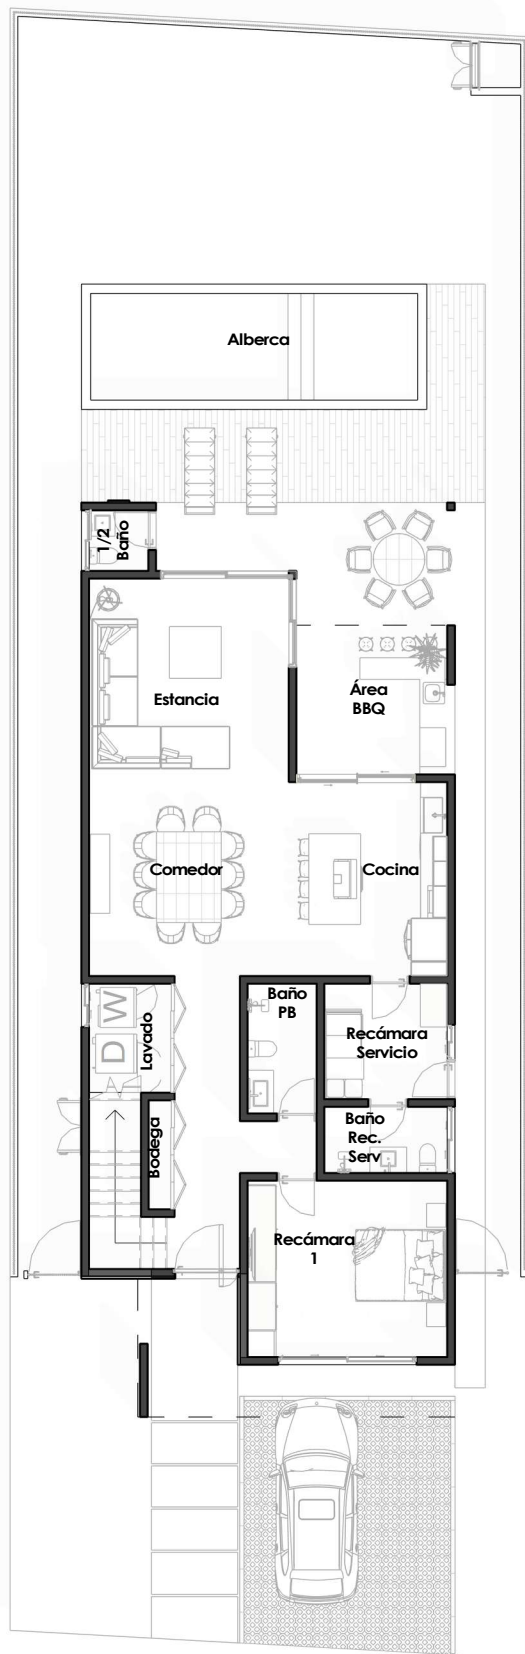 Alberca
1/2
Baño
Estancia
Área
BBQ
Comedor
Cocina
W
D
Lavado
Baño
PB
Recámara
Servicio
Bodega
Baño
Rec.
Serv
Recámara
1